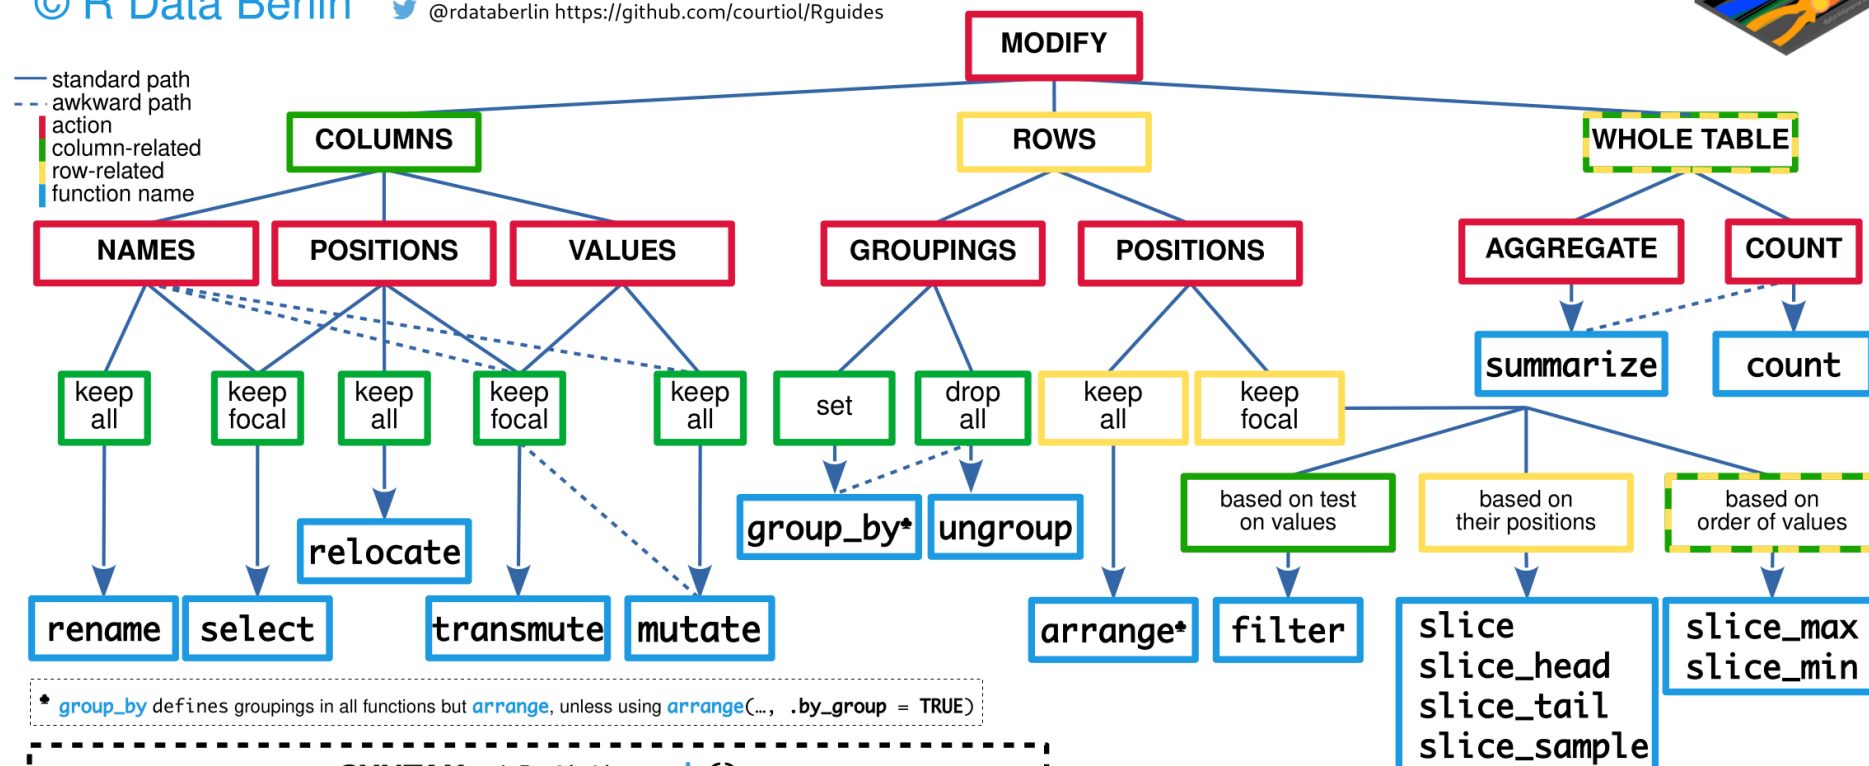 © R Data Berlin
@rdataberlin https://github.com/courtiol/Rguides
standard path
awkward path
action
column-related
row-related
function name
MODIFY
COLUMNS
ROWS
WHOLE TABLE
NAMES
POSITIONS
VALUES
GROUPINGS
POSITIONS
AGGREGATE
COUNT
summarize
count
keep
all
keep
focal
keep
all
keep
focal
keep
all
set
drop
all
keep
all
keep
focal
based on test
on values
based on
their positions
based on
order of values
group_by♣
ungroup
relocate
rename
select
transmute
mutate
arrange♣
filter
slice
slice_head
slice_tail
slice_sample
slice_max
slice_min
♣ group_by defines groupings in all functions but arrange, unless using arrange(…, .by_group = TRUE)